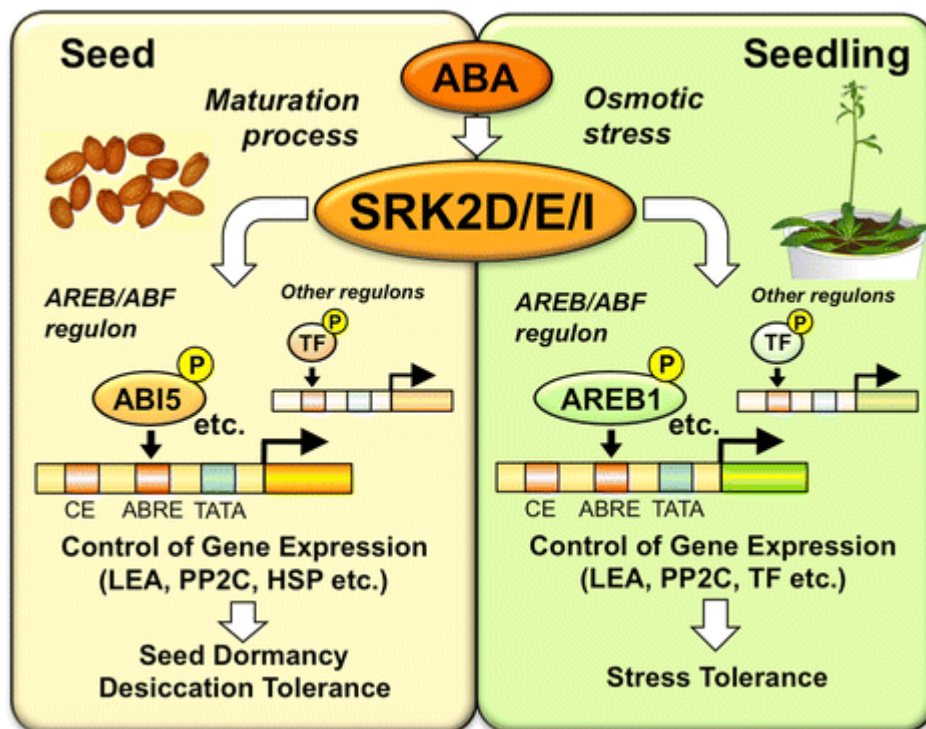 Seed
Seedling
ABA
Maturation
process
Osmotic
stress
SRK2D/E/I
AREB/ABF
regulon
Other regulons
TF
P
P
ABI5
etc.
CE
ABRE
TATA
Control of Gene Expression
(LEA, PP2C, HSP etc.)
Seed Dormancy
Desiccation Tolerance
AREB/ABF
regulon
Other regulons
TF
P
P
AREB1
etc.
CE
ABRE
TATA
Control of Gene Expression
(LEA, PP2C, TF etc.)
Stress Tolerance